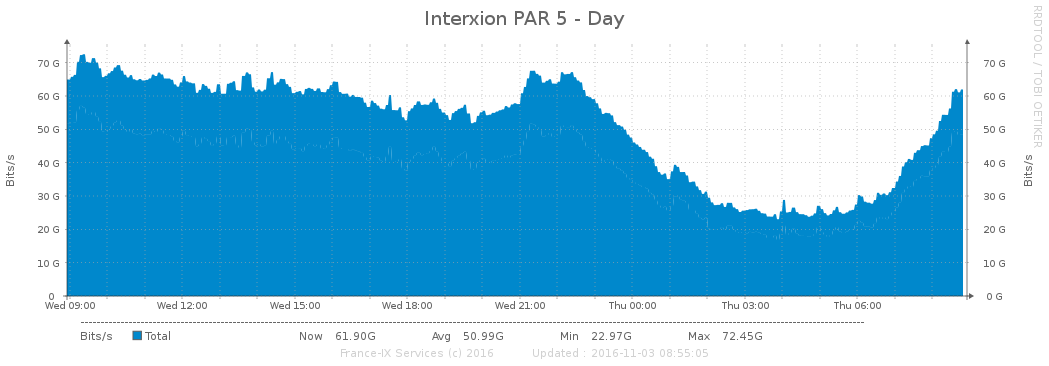 Interxion PAR 5 - Day
RRDTOOL / TOBI OETIKER
Bits/s
Bits/s
70 G
70 G
60 G
60 G
50 G
50 G
40 G
40 G
30 G
30 G
20 G
20 G
10 G
10 G
0
0 G
Wed 09:00 Wed 12:00 Wed 15:00 Wed 18:00 Wed 21:00 Thu 00:00 Thu 03:00 Thu 06:00
Bits/s Total Now 61.90G Avg 50.99G Min 22.97G Max 72.45G
France-IX Services (c) 2016 Updated : 2016-11-03 08:55:05